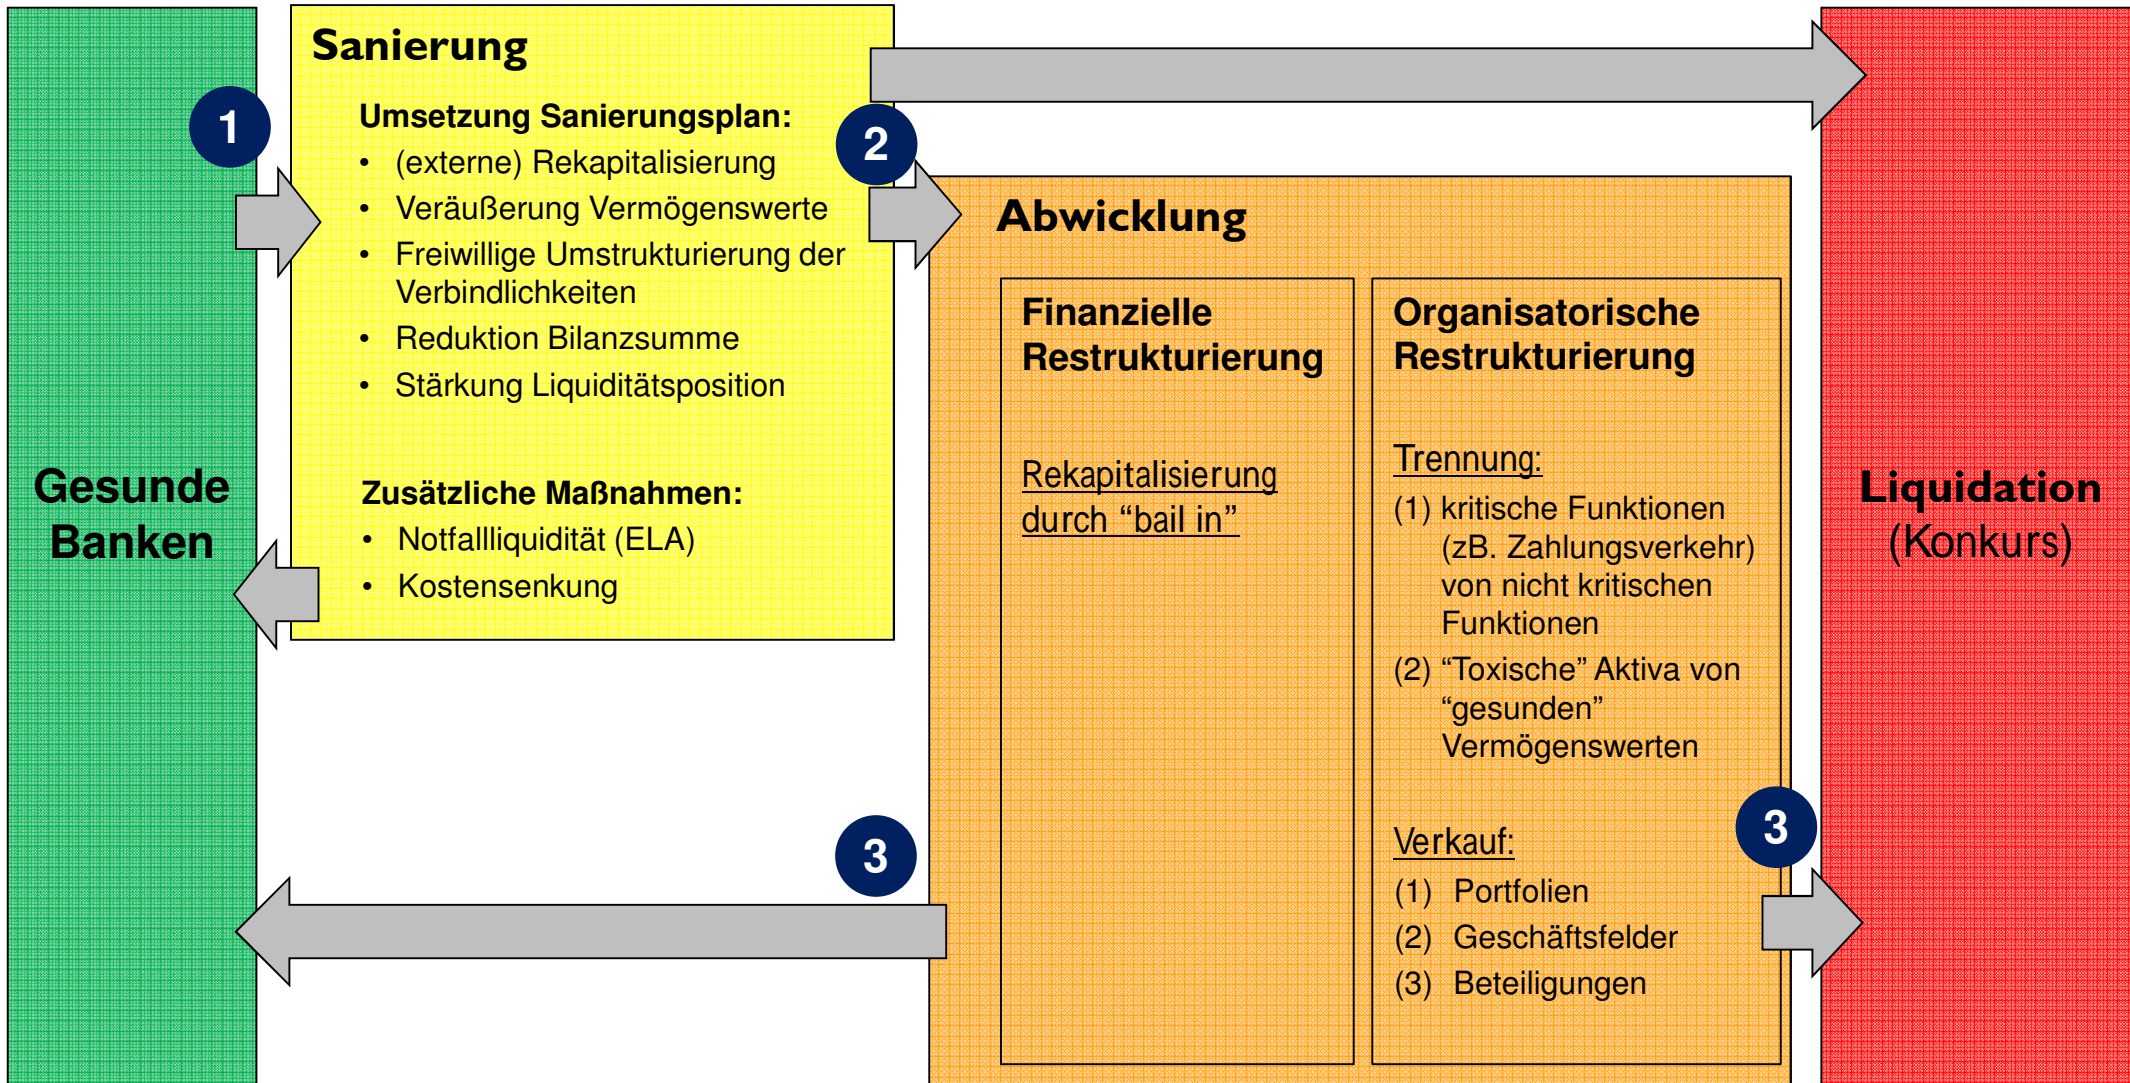 Gesunde
Banken
1
Sanierung
Umsetzung Sanierungsplan:
• (externe) Rekapitalisierung
• Veräußerung Vermögenswerte
• Freiwillige Umstrukturierung der
Verbindlichkeiten
• Reduktion Bilanzsumme
• Stärkung Liquiditätsposition
Zusätzliche Maßnahmen:
• Notfallliquidität (ELA)
• Kostensenkung
2
Abwicklung
Finanzielle
Restrukturierung
Rekapitalisierung
durch “bail in”
Organisatorische
Restrukturierung
Trennung:
(1) kritische Funktionen
(zB. Zahlungsverkehr)
von nicht kritischen
Funktionen
(2) “Toxische” Aktiva von
“gesunden”
Vermögenswerten
Verkauf:
(1) Portfolien
(2) Geschäftsfelder
(3) Beteiligungen
3
3
Liquidation
(Konkurs)